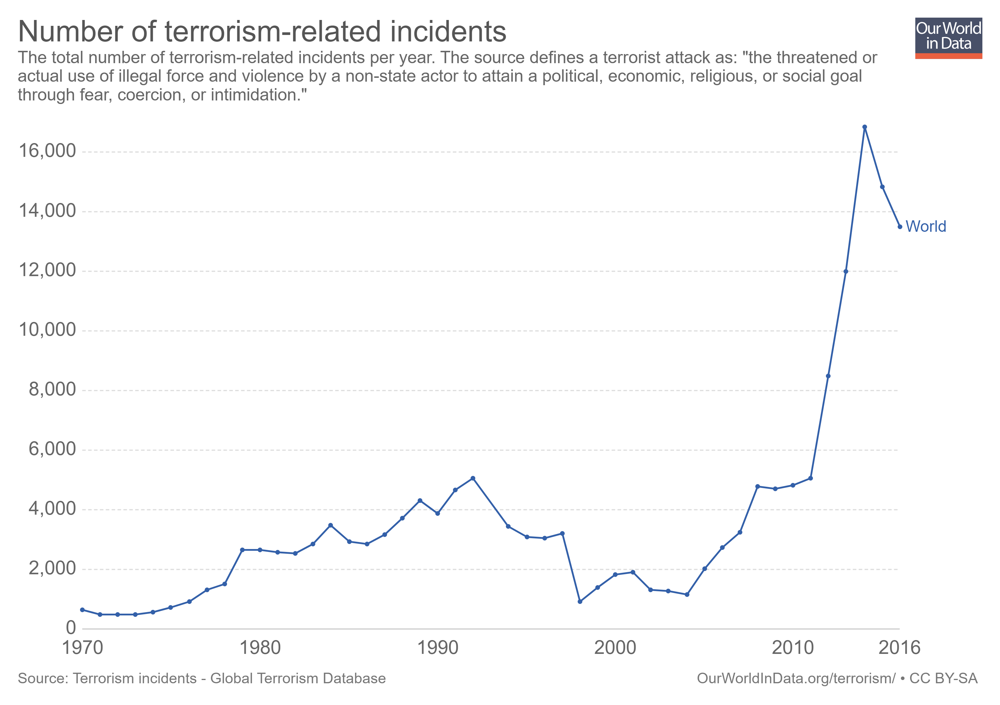 Number of terrorism-related incidents
Our World
in Data
The total number of terrorism-related incidents per year. The source defines a terrorist attack as: "the threatened or
actual use of illegal force and violence by a non-state actor to attain a political, economic, religious, or social goal
through fear, coercion, or intimidation."
16,000
14,000
World
12,000
10,000
8,000
6,000
4,000
2,000
0
1970 1980 1990 2000 2010 2016
Source: Terrorism incidents - Global Terrorism Database
OurWorldInData.org/terrorism/ • CC BY-SA